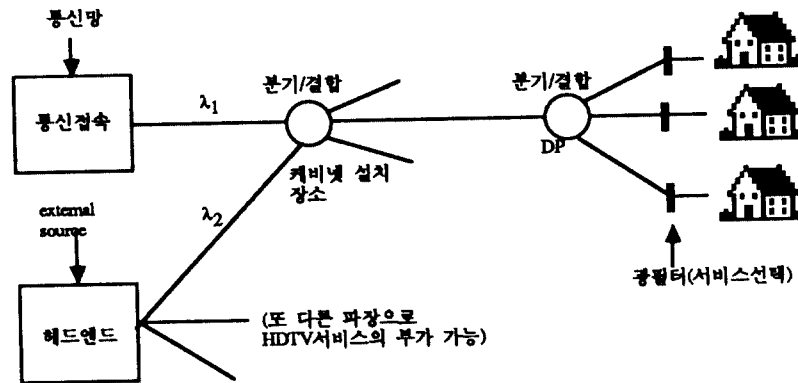 통신망
통신접속
λ1
분기/결합
분기/결합
DP
케비넷 설치
장소
λ2
external
source
헤드엔드
(또 다른 파장으로
HDTV서비스의 부가 가능)
광필터(서비스선택)